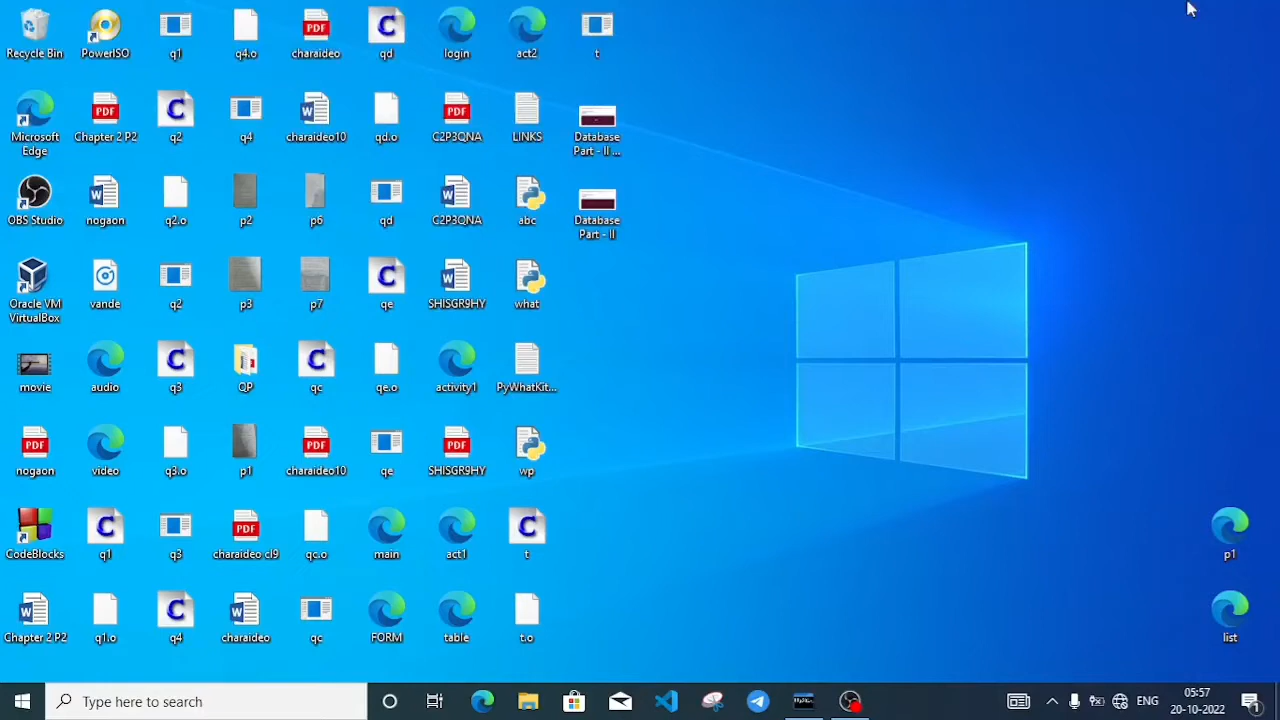 Recycle Bin
PowerISO
q1
q4.o
charaideo
qd
login
act2
t
Microsoft
Edge
Chapter 2 P2
q2
q4
charaideo10
qd.o
C2P3QNA
LINKS
Database
Part - II ...
OBS Studio
nogaon
q2.o
p2
p6
qd
C2P3QNA
abc
Database
Part - II
Oracle VM
VirtualBox
vande
q2
p3
p7
qe
SHISGR9HY
what
movie
audio
q3
QP
qc
qe.o
activity1
PyWhatKit...
nogaon
video
q3.o
p1
charaideo10
qe
SHISGR9HY
wp
CodeBlocks
q1
q3
charaideo cl9
qc.o
main
act1
t
p1
Chapter 2 P2
q1.o
q4
charaideo
qc
FORM
table
t.o
list
Type here to search
ENG
05:57
20-10-2022
1